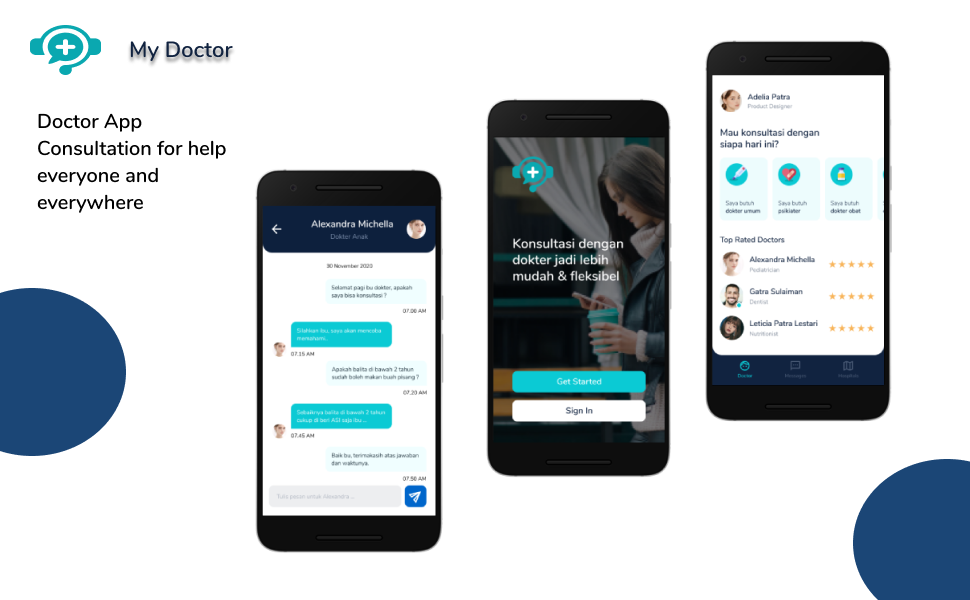 My Doctor
Doctor App
Consultation for help
everyone and
everywhere
Alexandra Michella
Dokter Anak
30 November 2023
Selamat pagi bu dokter, apakah
saya bisa konsultasi ?
07.00 AM
Silahkan bu, saya akan mencoba
memahami..
07.15 AM
Apakah balita di bawah 2 tahun
sudah boleh makan buah pisang ?
07.20 AM
Sebaiknya balita di bawah 2 tahun
cukup di beri ASI saja ibu...
07.45 AM
Baik bu, terimakasih atas jawaban
dan waktunya.
07.50 AM
Tulis pesan untuk Alexandra ...
Konsultasi dengan
dokter jadi lebih
mudah & fleksibel
Get Started
Sign In
Adelia Patra
Product Designer
Mau konsultasi dengan
siapa hari ini?
Saya butuh
dokter umum
Saya butuh
psikiater
Saya butuh
dokter obat
Top Rated Doctors
Alexandra Michella
Pediatrician
Gatra Sulaiman
Dentist
Leticia Patra Lestari
Nutritionist
Doctor
Messages